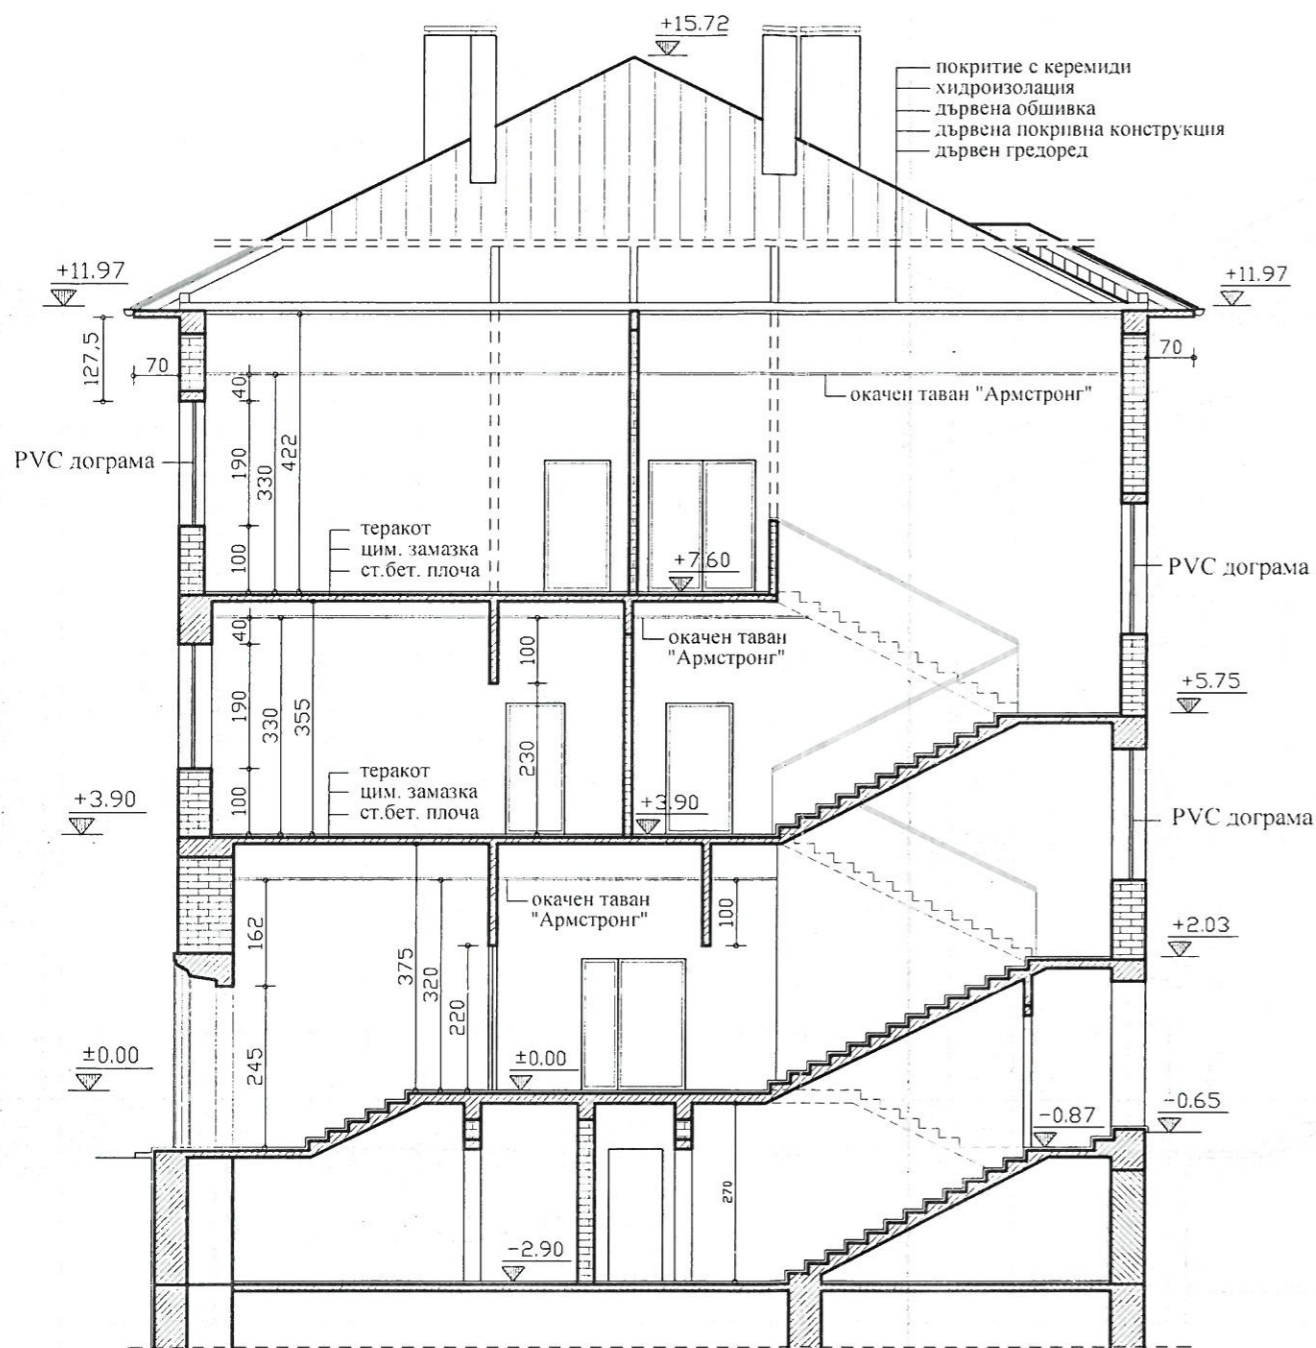 +15.72
покритие с керемиди
хидроизолация
дървена обшивка
дървена покривна конструкция
дървен гредоред
+11.97
+11.97
127,5
70
40
70
окачен таван "Армстронг"
PVC дограма
190
330
422
100
теракот
цим. замазка
ст.бет. плоча
+7.60
PVC дограма
40
100
окачен таван
"Армстронг"
+5.75
190
330
355
230
100
теракот
цим. замазка
ст.бет. плоча
+3.90
+3.90
PVC дограма
окачен таван
"Армстронг"
100
162
375
320
220
+2.03
±0.00
245
±0.00
-0.87
-0.65
270
-2.90